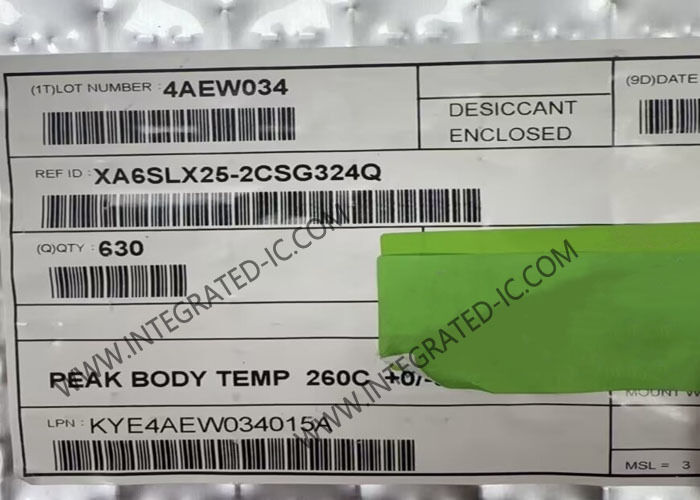 (1T)LOT NUMBER : 4AEW034
DESICCANT
ENCLOSED
(9D)DATE
REF ID : XA6SLX25-2CSG324Q
(Q)QTY : 630
PEAK BODY TEMP 260C +0/-
MOUNT W
LPN : KYE4AEW034015A
MSL = 3
WWW.INTEGRATED-IC.COM
WWW.INTEGRATED-IC.COM